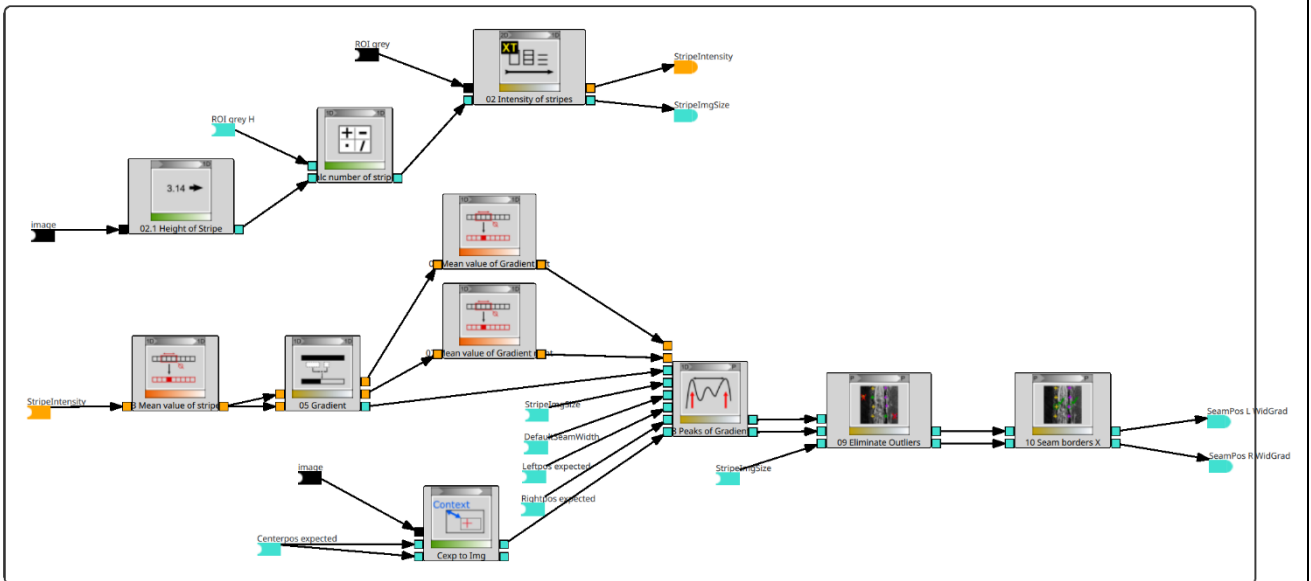 ROI grey
XT
02 Intensity of stripes
StripeIntensity
StripeImgSize
ROI grey H
alc number of strip
3.14
02.1 Height of Stripe
image
Mean value of Gradient
Mean value of Gradient
StripeIntensity
3 Mean value of stripe
05 Gradient
StripeImgSize
DefaultSeamWidth
Leftpos expected
Rightpos expected
8 Peaks of Gradien
09 Eliminate Outliers
StripeImgSize
10 Seam borders X
SeamPos L WidGrad
SeamPos R WidGrad
image
Centerpos expected
Context
Cexp to Img